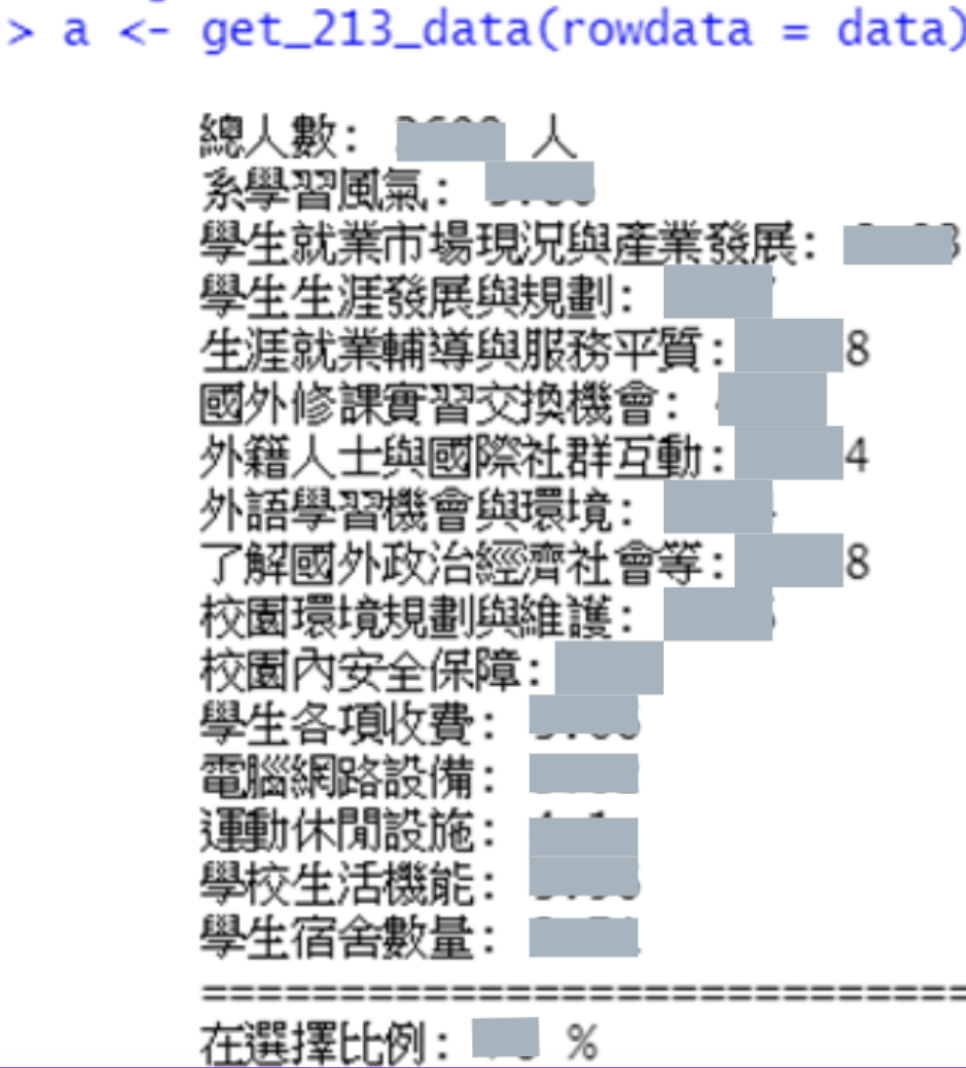 > a <- get_213_data(rowdata = data)
總人數: 人
系學習風氣:
學生就業市場現況與產業發展:
學生生涯發展與規劃:
生涯就業輔導與服務平質: 8
國外修課實習交換機會:
外籍人士與國際社群互動: 4
外語學習機會與環境:
了解國外政治經濟社會等: 8
校園環境規劃與維護:
校園內安全保障:
學生各項收費:
電腦網路設備:
運動休閒設施:
學校生活機能:
學生宿舍數量:
==============================
在選擇比例: %